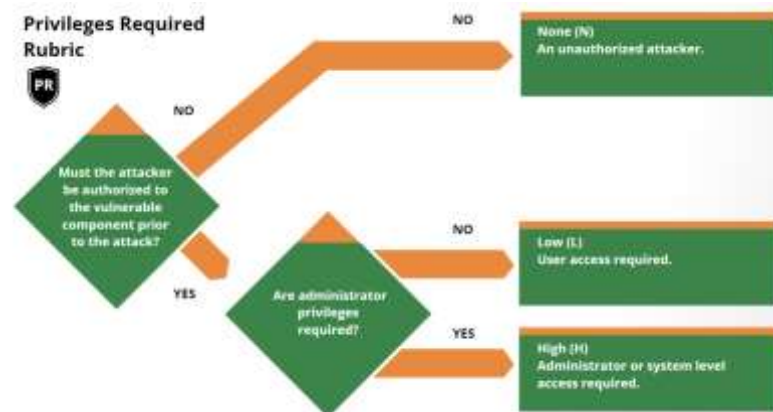 Privileges Required
Rubric
PR
NO
None (N)
An unauthorized attacker.
NO
Must the attacker
be authorized to
the vulnerable
component prior
to the attack?
YES
NO
Low (L)
User access required.
Are administrator
privileges
required?
YES
High (H)
Administrator or system level
access required.